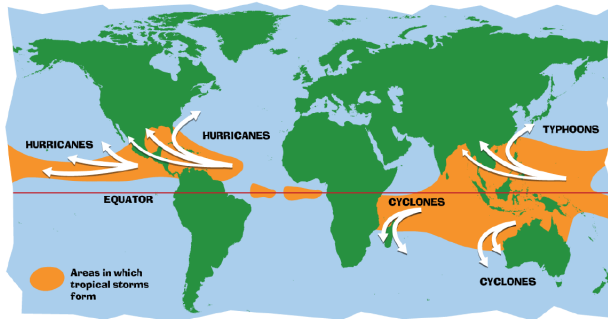 HURRICANES
HURRICANES
TYPHOONS
EQUATOR
CYCLONES
CYCLONES
Areas in which
tropical storms
form